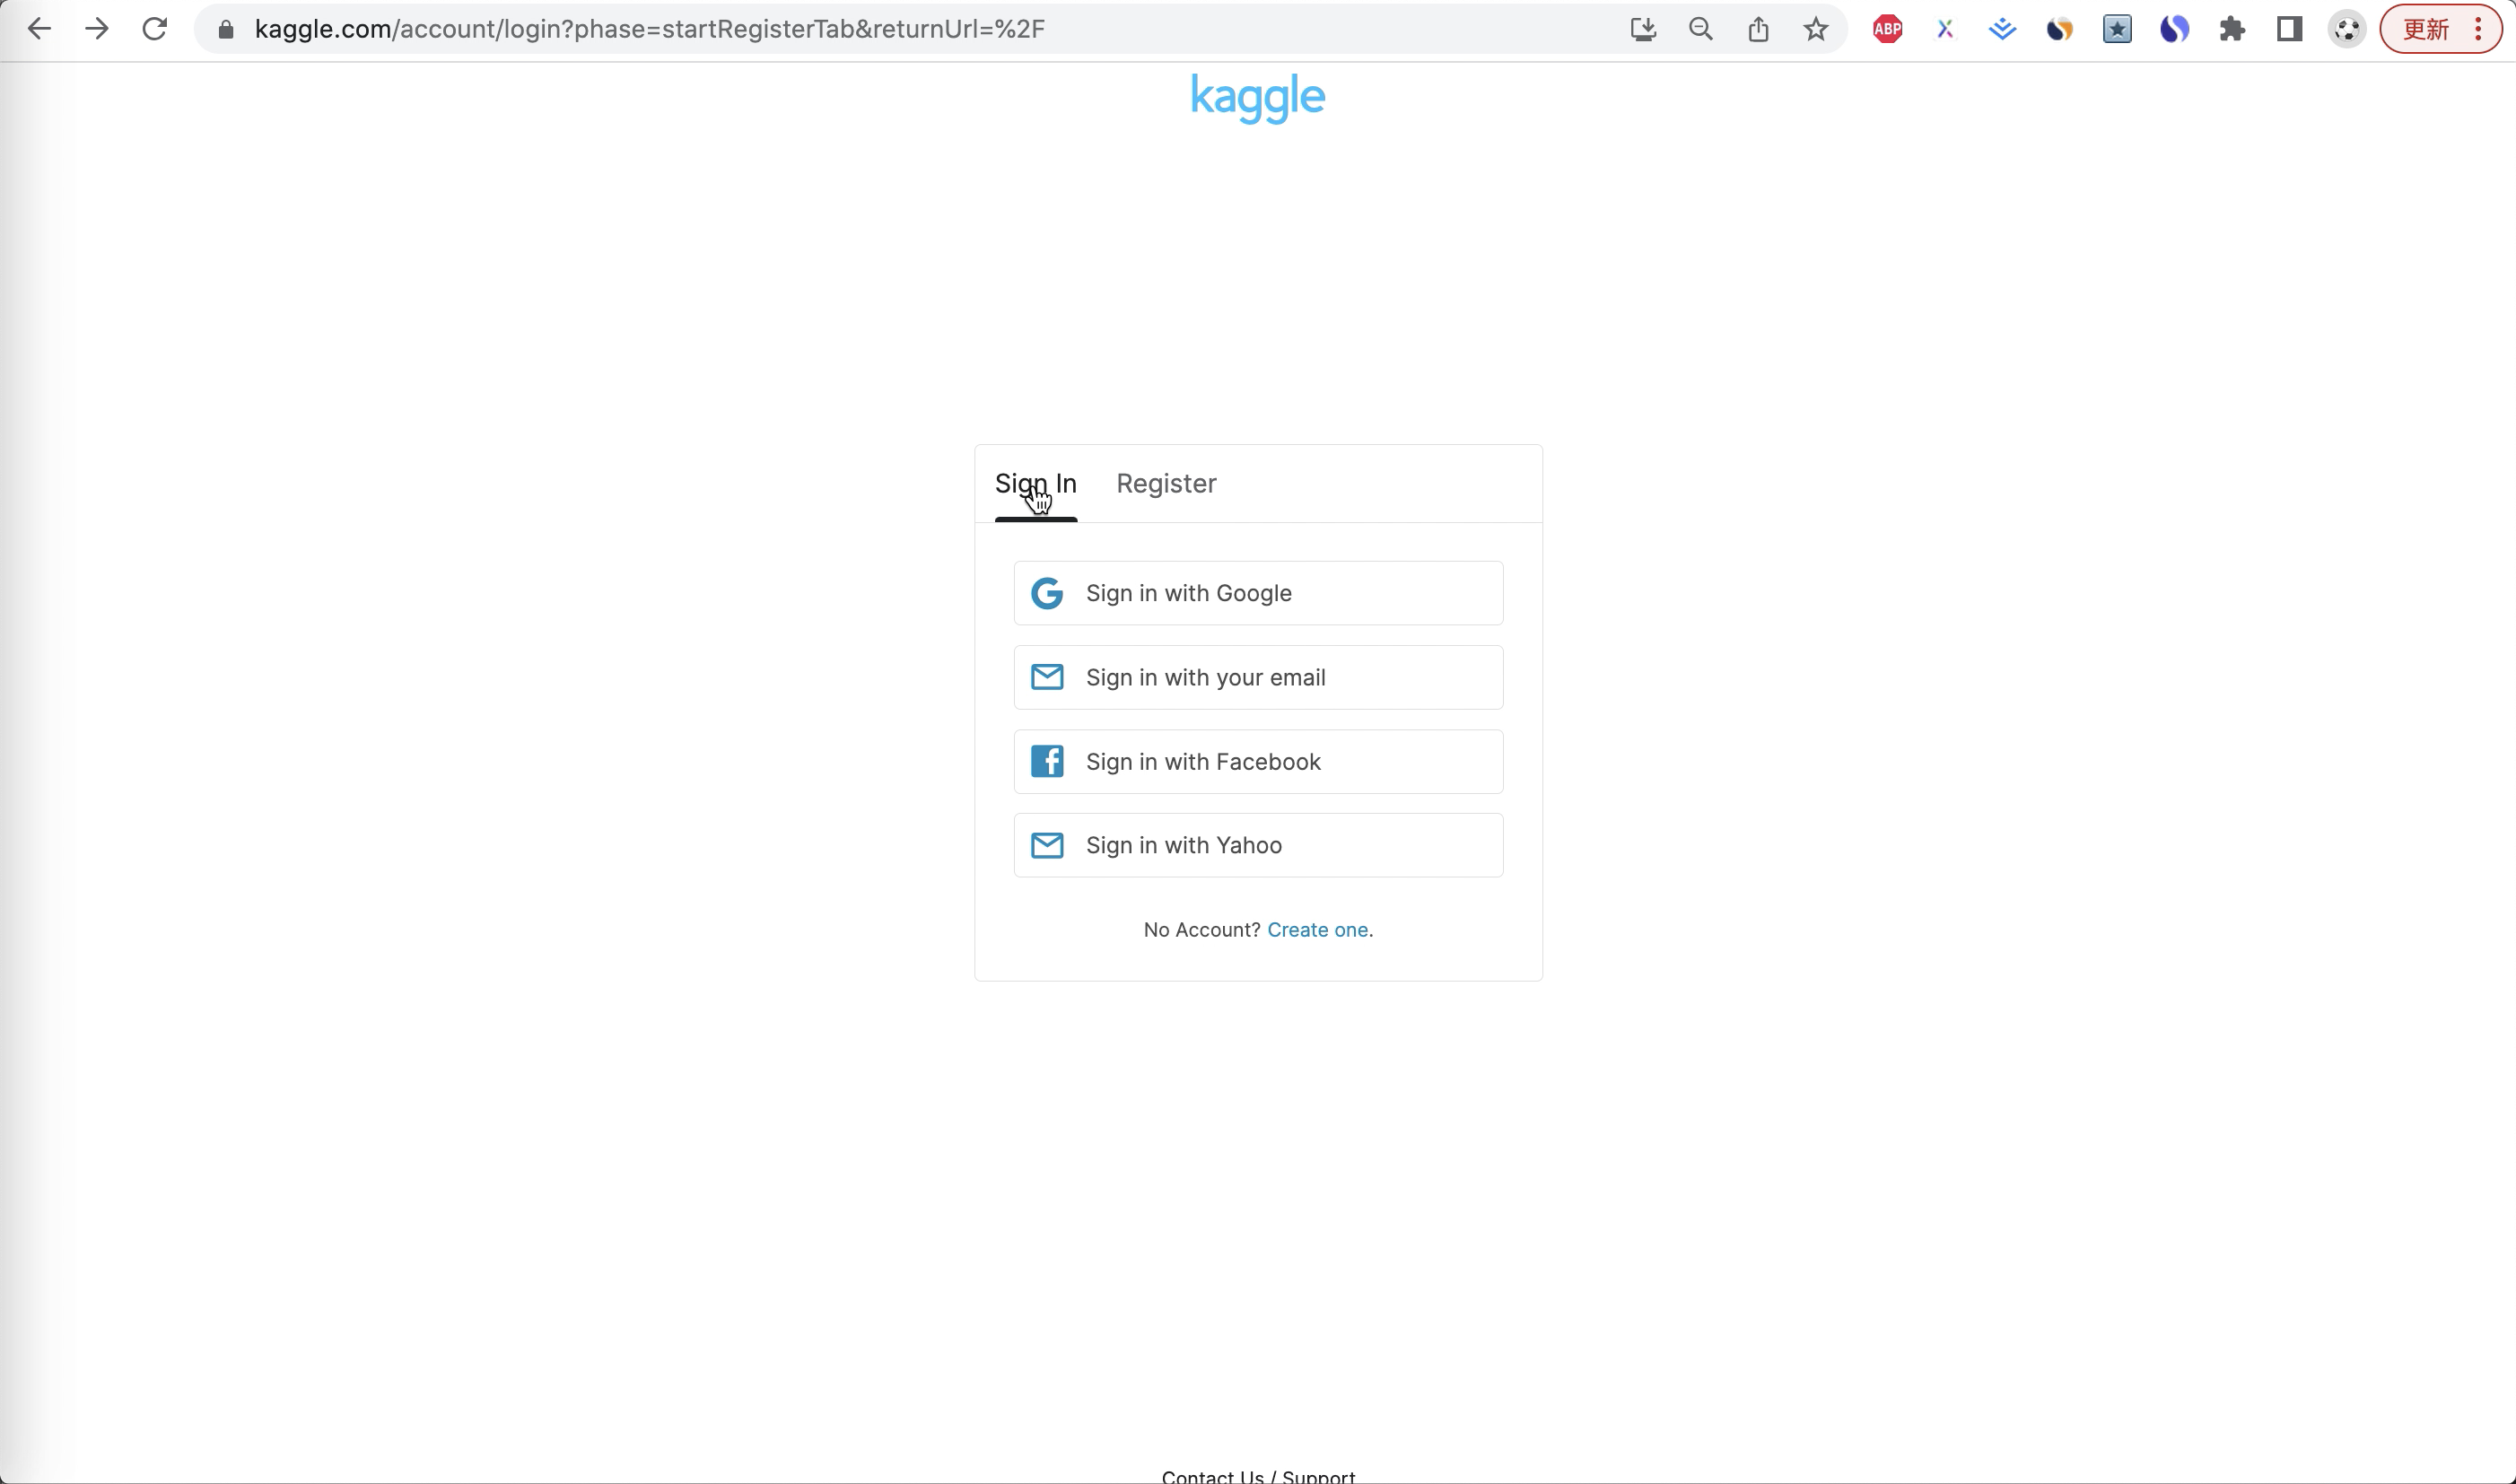 kaggle.com/account/login?phase=startRegisterTab&returnUrl=%2F
ABP
更新
kaggle
Sign In Register
Sign in with Google
Sign in with your email
Sign in with Facebook
Sign in with Yahoo
No Account? Create one.
Contact Us / Support